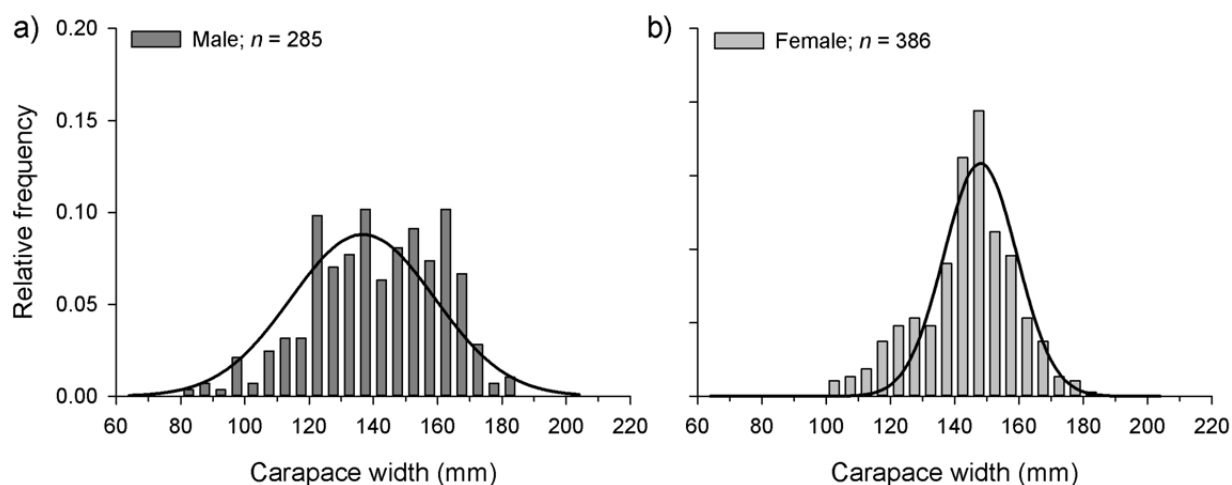 a)
Male; n = 285
0.20
0.15
0.10
0.05
0.00
Relative frequency
60 80 100 120 140 160 180 200 220
Carapace width (mm)
b)
Female; n = 386
60 80 100 120 140 160 180 200 220
Carapace width (mm)